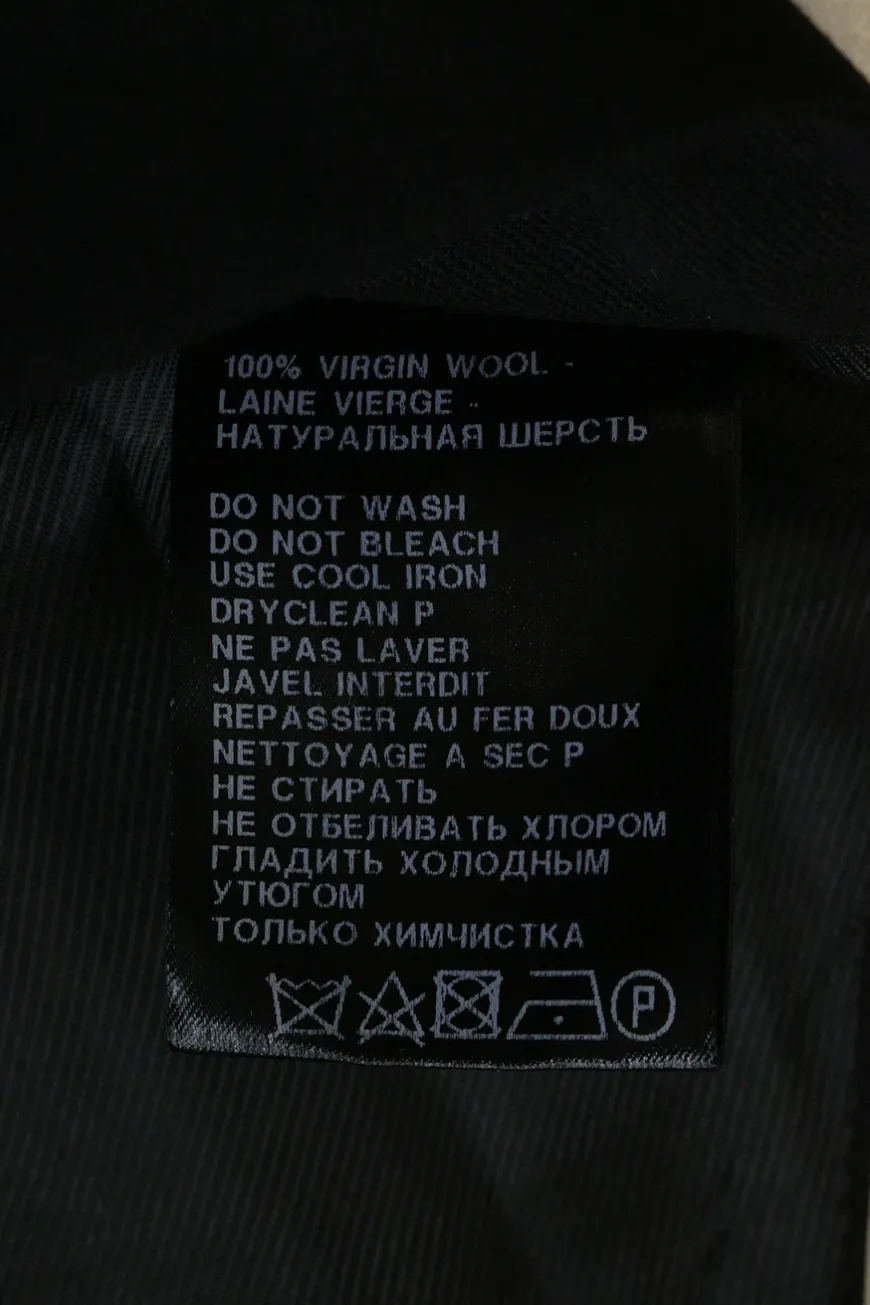 100% VIRGIN WOOL -
LAINE VIERGE -
НАТУРАЛЬНАЯ ШЕРСТЬ
DO NOT WASH
DO NOT BLEACH
USE COOL IRON
DRYCLEAN P
NE PAS LAVER
JAVEL INTERDIT
REPASSER AU FER DOUX
NETTOYAGE A SEC P
НЕ СТИРАТЬ
НЕ ОТБЕЛИВАТЬ ХЛОРОМ
ГЛАДИТЬ ХОЛОДНЫМ
УТЮГОМ
ТОЛЬКО ХИМЧИСТКА
P